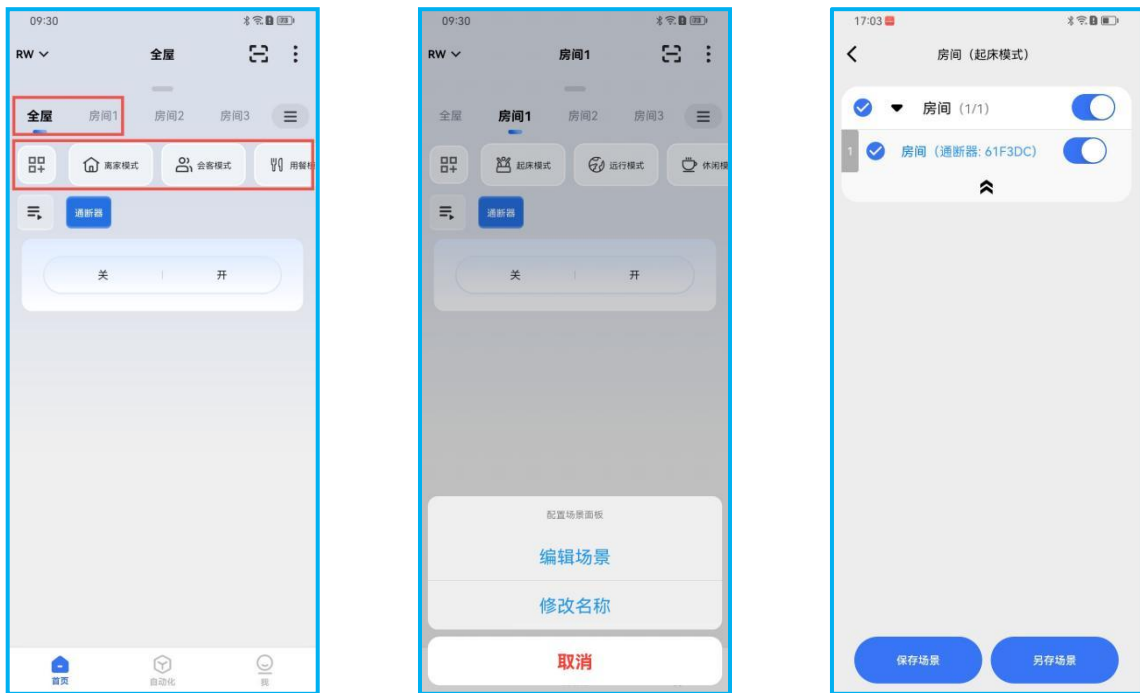 09:30
RW
全屋
全屋 房间1 房间2 房间3
离家模式 会客模式 用餐
通断器
关 开
首页 自动化 我
09:30
RW
房间1
全屋 房间1 房间2 房间3
起床模式 运行模式 休闲模
通断器
关 开
配置场景面板
编辑场景
修改名称
取消
17:03
房间（起床模式）
房间（1/1）
1 房间（通断器: 61F3DC）
保存场景 另存场景